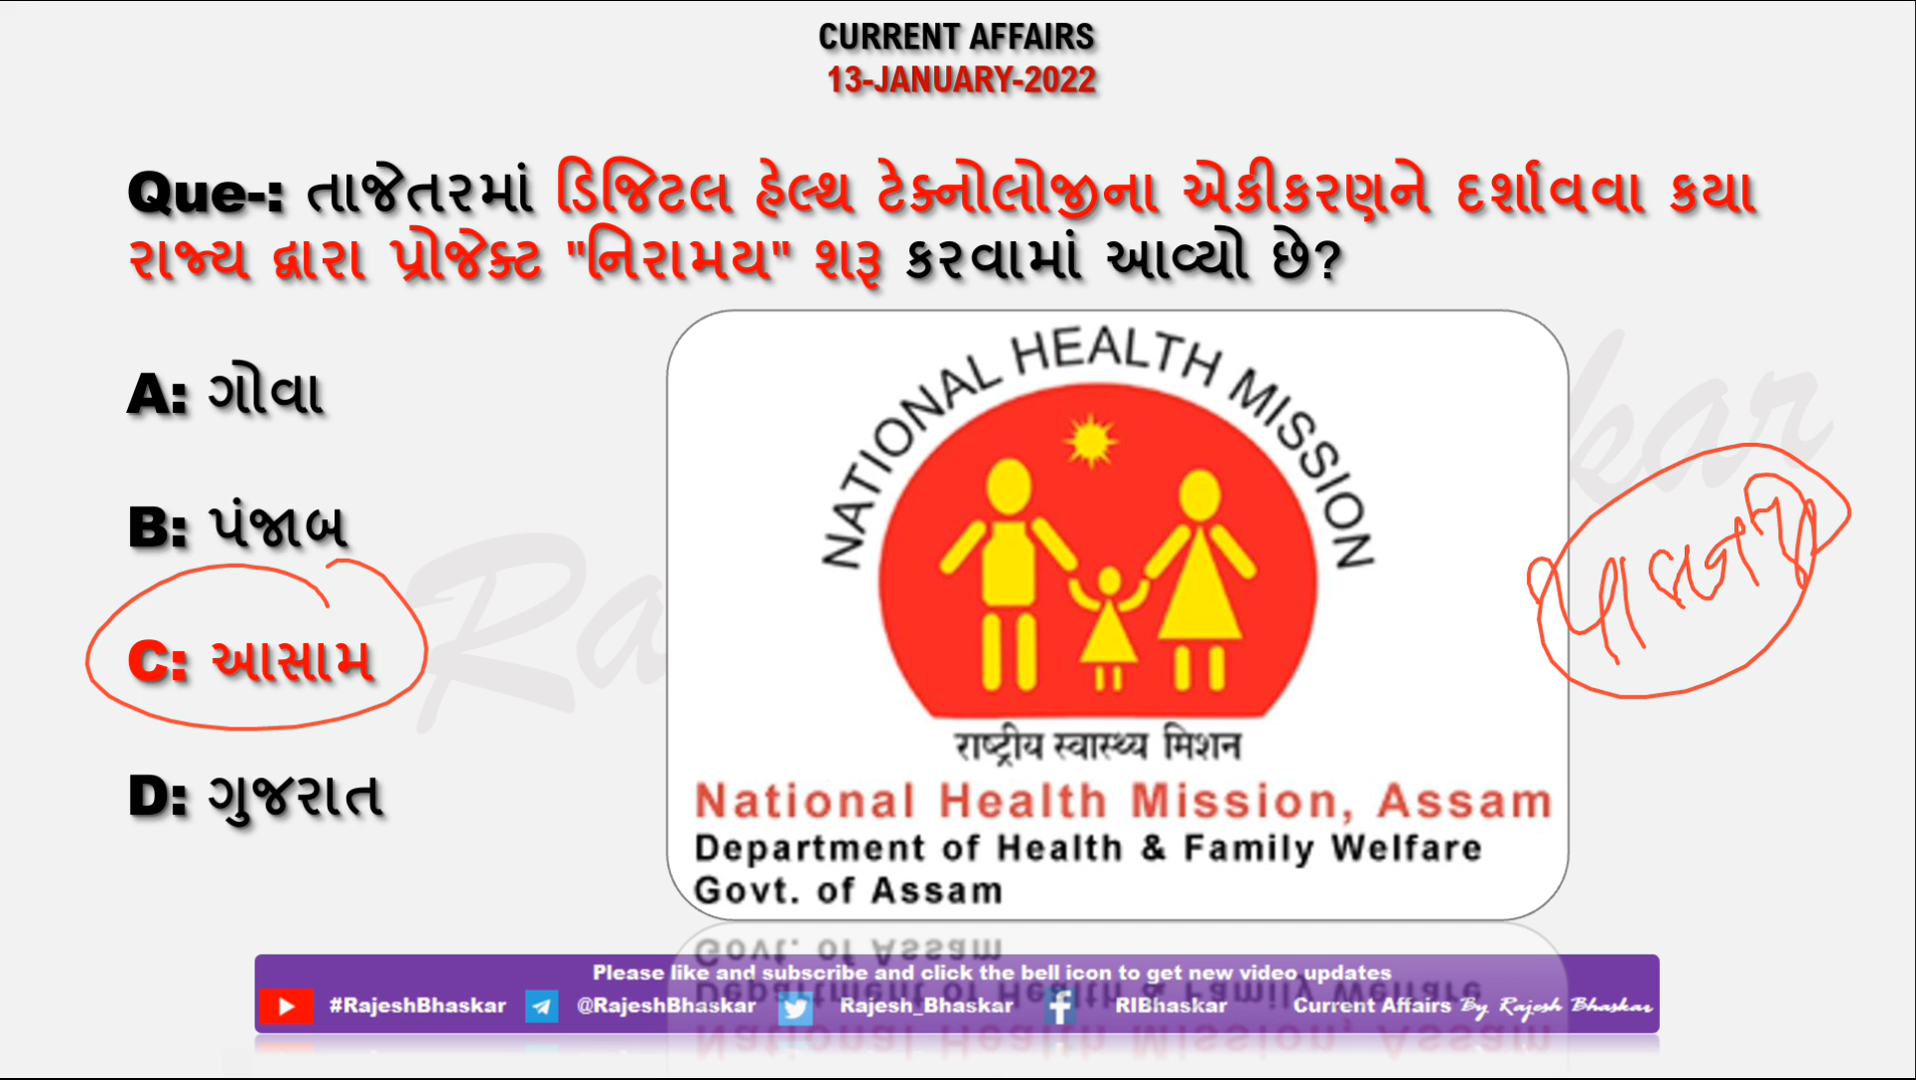 CURRENT AFFAIRS
13-JANUARY-2022
Que-: તાજેતરમાં ડિજિટલ હેલ્થ ટેક્નોલોજીના એકીકરણને દર્શાવવા કયા
રાજ્ય દ્વારા પ્રોજેક્ટ "નિરામય" શરૂ કરવામાં આવ્યો છે?
A: ગોવા
B: પંજાબ
C: આસામ
D: ગુજરાત
NATIONAL HEALTH MISSION
राष्ट्रीय स्वास्थ्य मिशन
National Health Mission, Assam
Department of Health & Family Welfare
Govt. of Assam
Please like and subscribe and click the bell icon to get new video updates
#RajeshBhaskar @RajeshBhaskar Rajesh_Bhaskar RIBhaskar Current Affairs By Rajesh Bhaskar